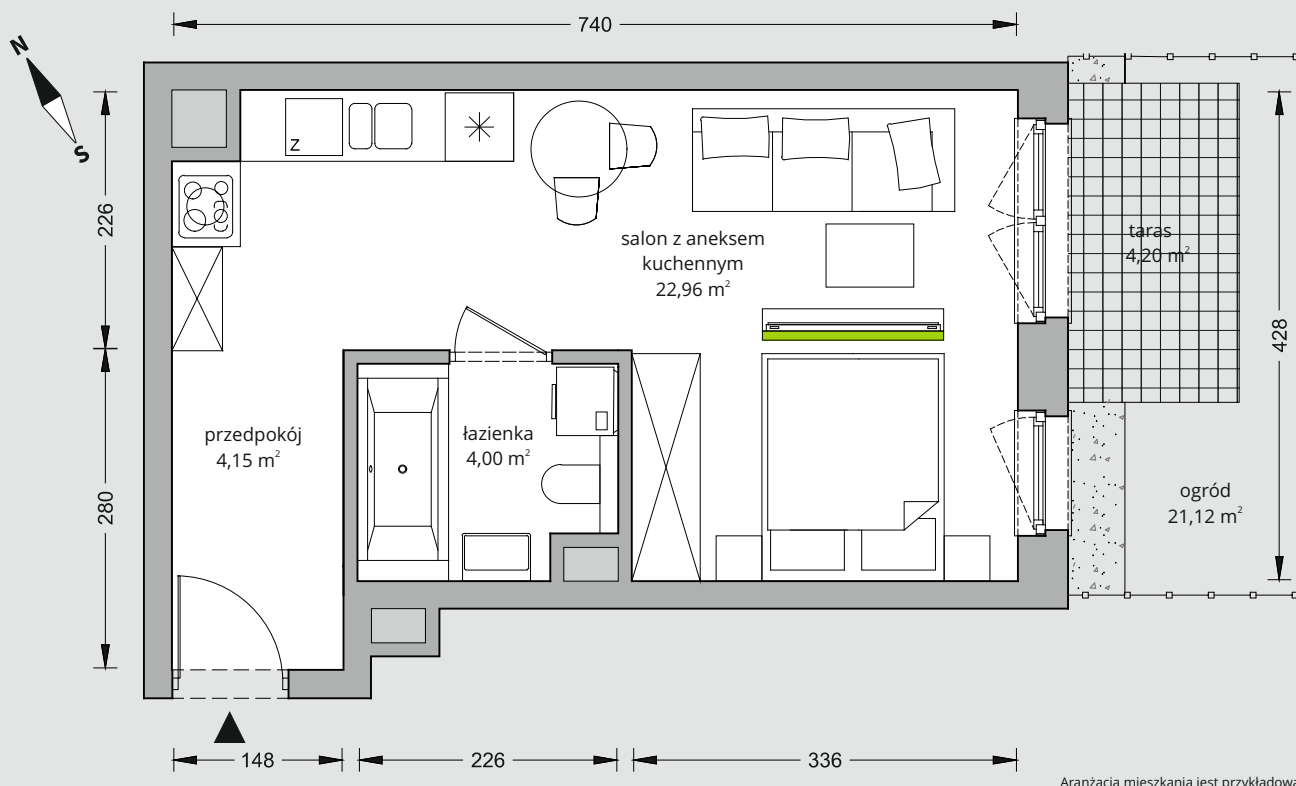 740
N
S
Z
226
salon z aneksem
kuchennym
22,96 m²
taras
4,20 m²
428
280
przedpokój
4,15 m²
łazienka
4,00 m²
ogród
21,12 m²
148
226
336
Aranżacja mieszkania jest przykładowa